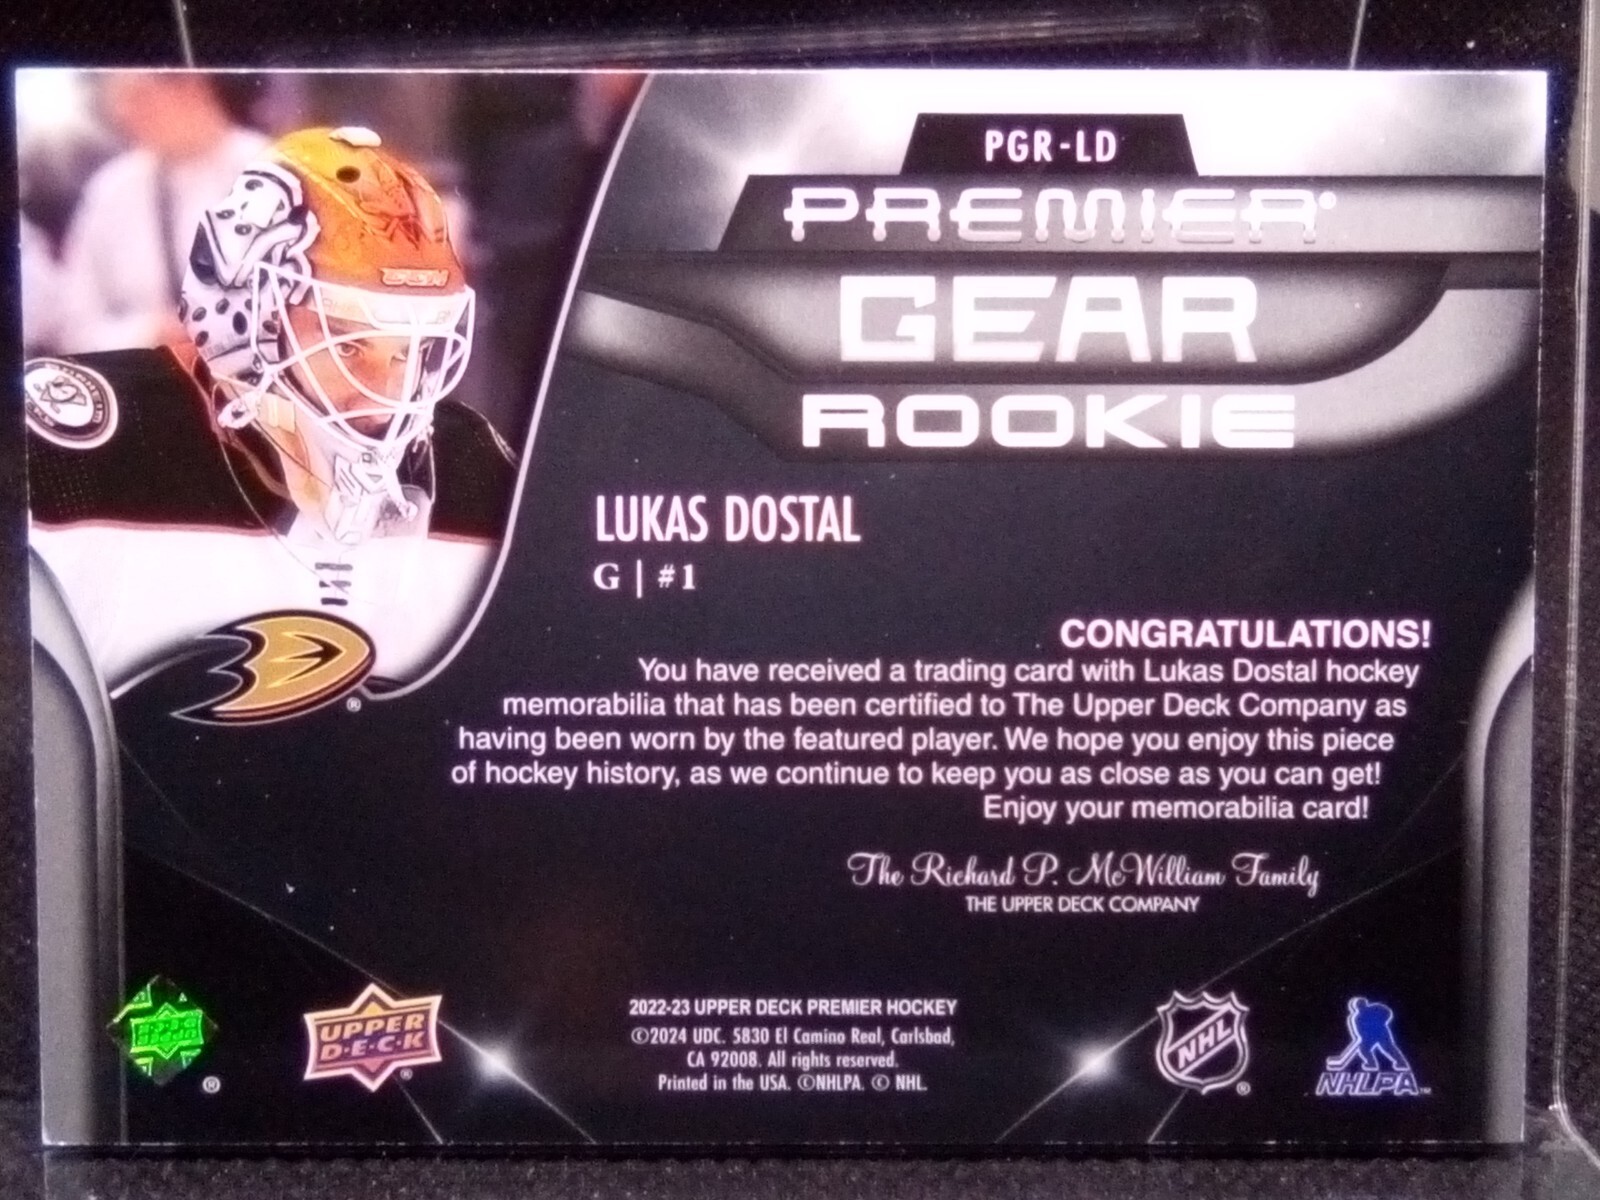 PGR-LD
PREMIER®
GEAR
ROOKIE
CCM
LUKAS DOSTAL
G | #1
CONGRATULATIONS!
You have received a trading card with Lukas Dostal hockey
memorabilia that has been certified to The Upper Deck Company as
having been worn by the featured player. We hope you enjoy this piece
of hockey history, as we continue to keep you as close as you can get!
Enjoy your memorabilia card!
The Richard P. McWilliam Family
THE UPPER DECK COMPANY
®
UPPER
D·E·C·K
®
®
2022-23 UPPER DECK PREMIER HOCKEY
©2024 UDC. 5830 El Camino Real, Carlsbad,
CA 92008. All rights reserved.
Printed in the USA. ©NHLPA. © NHL.
NHL
®
NHLPA™